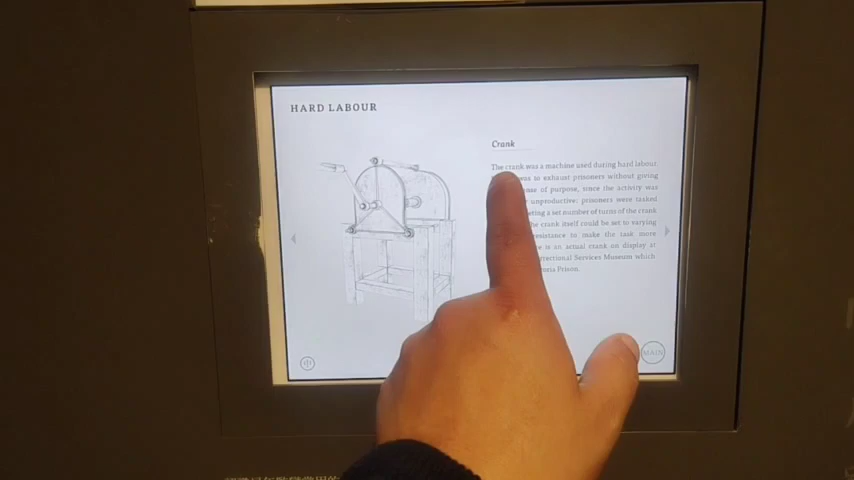 HARD LABOUR
Crank
The crank was a machine used during hard labour
was to exhaust prisoners without giving
of purpose, since the activity was
unproductive; prisoners were tasked
a set number of turns of the crank
crank itself could be set to varying
resistance to make the task more
is an actual crank on display at
Services Museum which
Prison.
MAIN